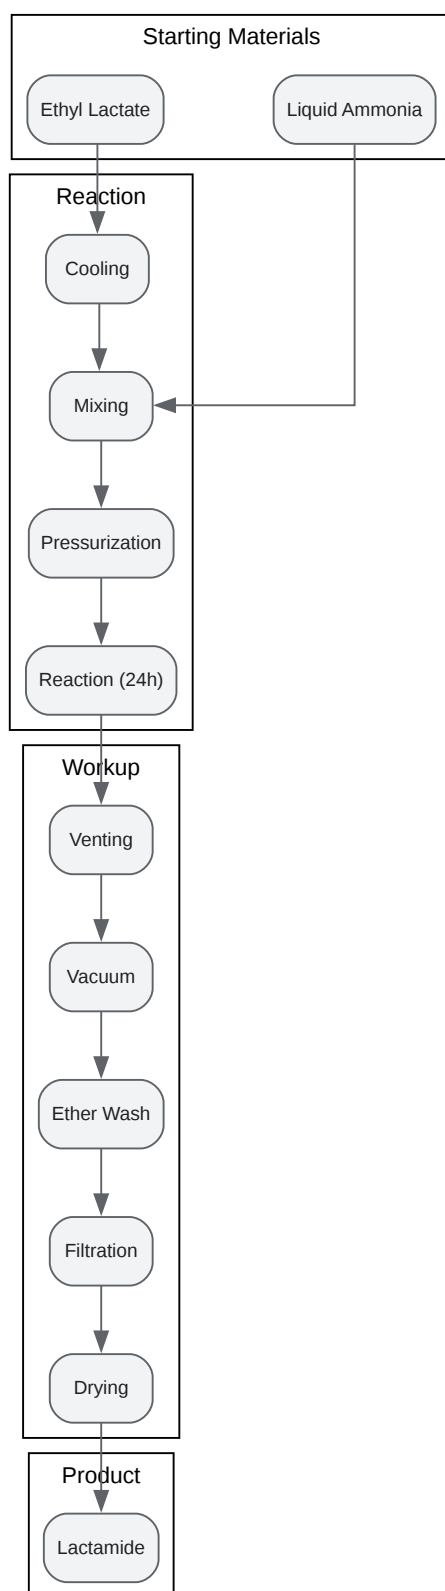 Starting Materials
Ethyl Lactate
Liquid Ammonia
Reaction
Cooling
Mixing
Pressurization
Reaction (24h)
Workup
Venting
Vacuum
Ether Wash
Filtration
Drying
Product
Lactamide